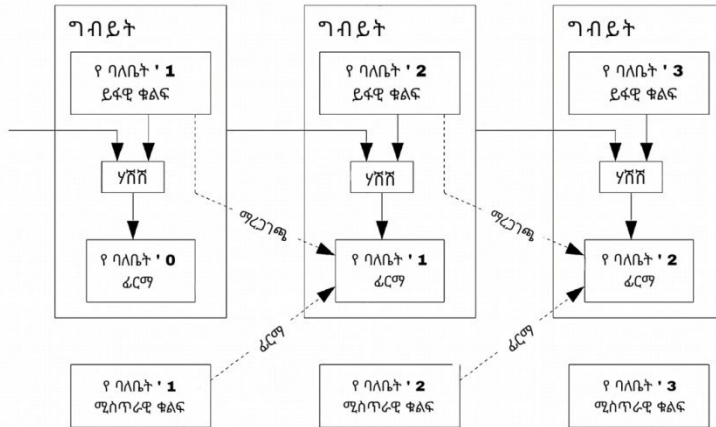 ግብይት
ግብይት
ግብይት
የ ባለቤት ' 1
ይፋዊ ቁልፍ
የ ባለቤት ' 2
ይፋዊ ቁልፍ
የ ባለቤት ' 3
ይፋዊ ቁልፍ
ሃሽሽ
ሃሽሽ
ሃሽሽ
ማረጋገጫ
ማረጋገጫ
የ ባለቤት ' 0
ፊርማ
የ ባለቤት ' 1
ፊርማ
የ ባለቤት ' 2
ፊርማ
ፊርማ
ፊርማ
የ ባለቤት ' 1
ሚስጥራዊ ቁልፍ
የ ባለቤት ' 2
ሚስጥራዊ ቁልፍ
የ ባለቤት ' 3
ሚስጥራዊ ቁልፍ